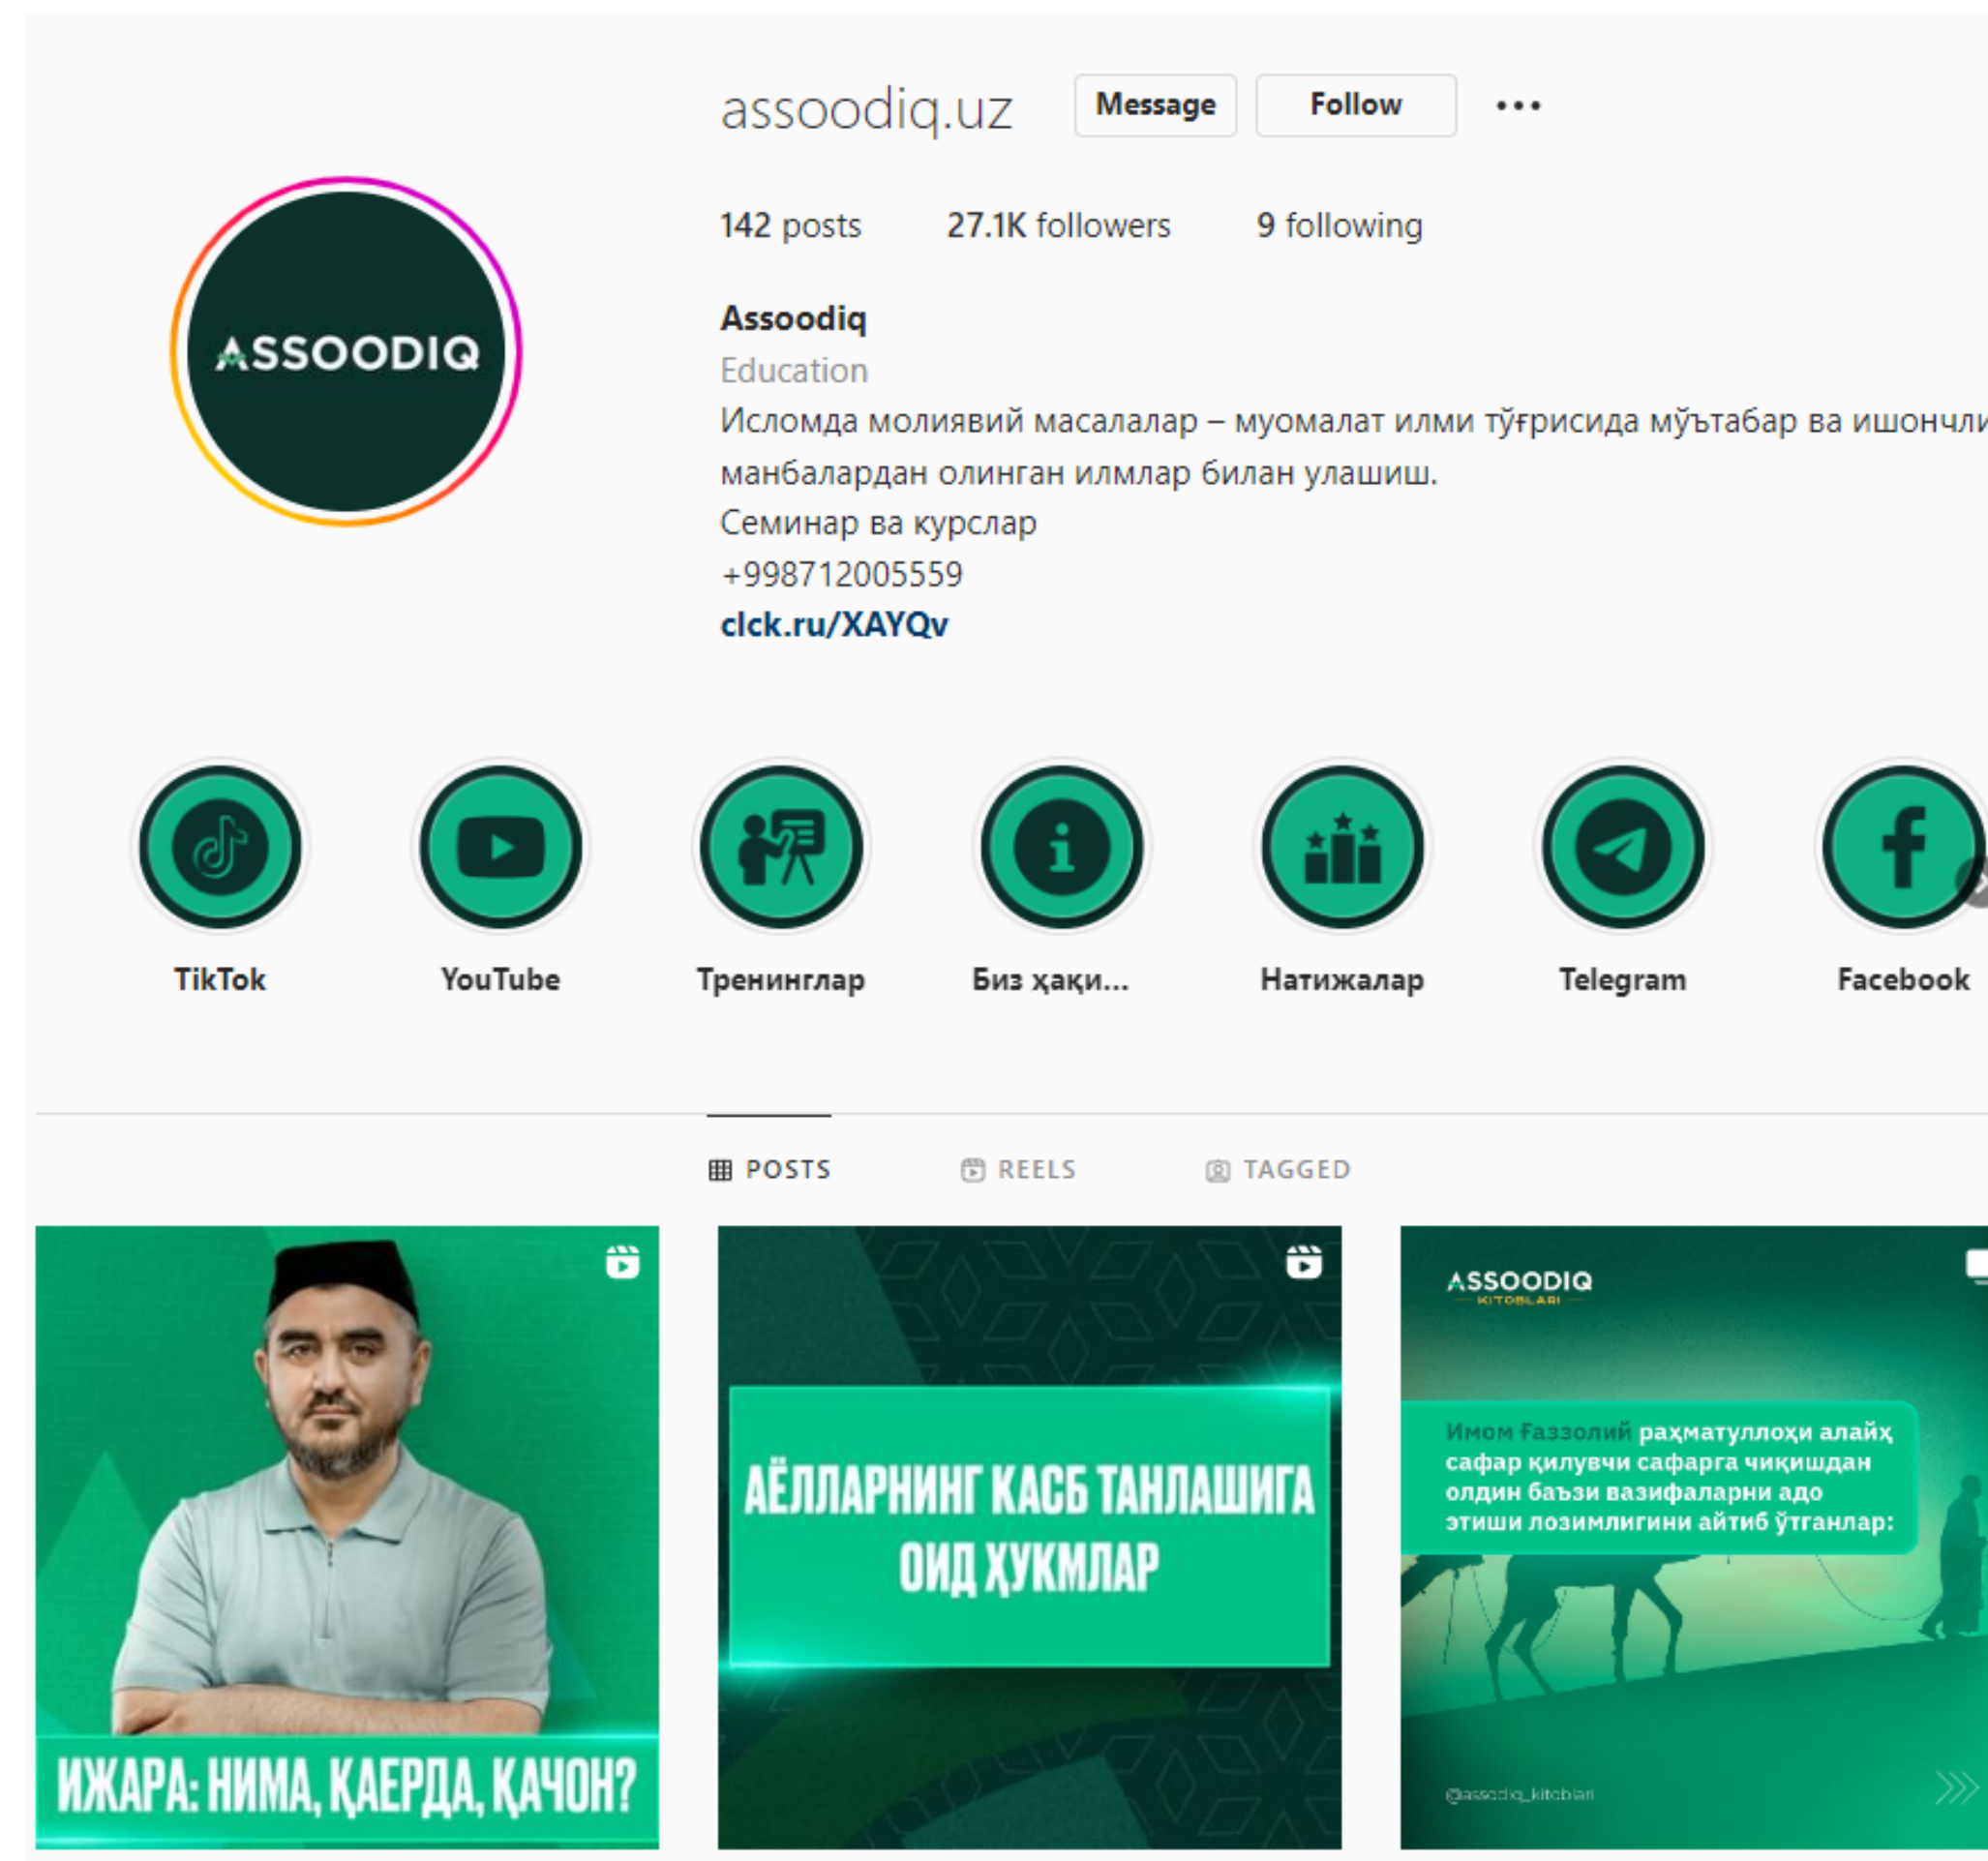 assoodiq.uz Message Follow
142 posts 27.1K followers 9 following
ASSOODIQ
Assoodiq
Education
Исломда молиявий масалалар – муомалат илми тўғрисида мўътабар ва ишончли
манбалардан олинган илмлар билан улашиш.
Семинар ва курслар
+998712005559
clck.ru/XAYQv
TikTok YouTube Тренинглар Биз ҳақи... Натижалар Telegram Facebook
POSTS REELS TAGGED
ИЖАРА: НИМА, ҚАЕРДА, ҚАЧОН?
АЁЛЛАРНИНГ КАСБ ТАНЛАШИГА
ОИД ҲУКМЛАР
ASSOODIQ
KITOBLARI
Имом Ғаззолий раҳматуллоҳи алайҳ
сафар қилувчи сафарга чиқишдан
олдин баъзи вазифаларни адо
этиши лозимлигини айтиб ўтганлар:
@assodiq_kitoblari